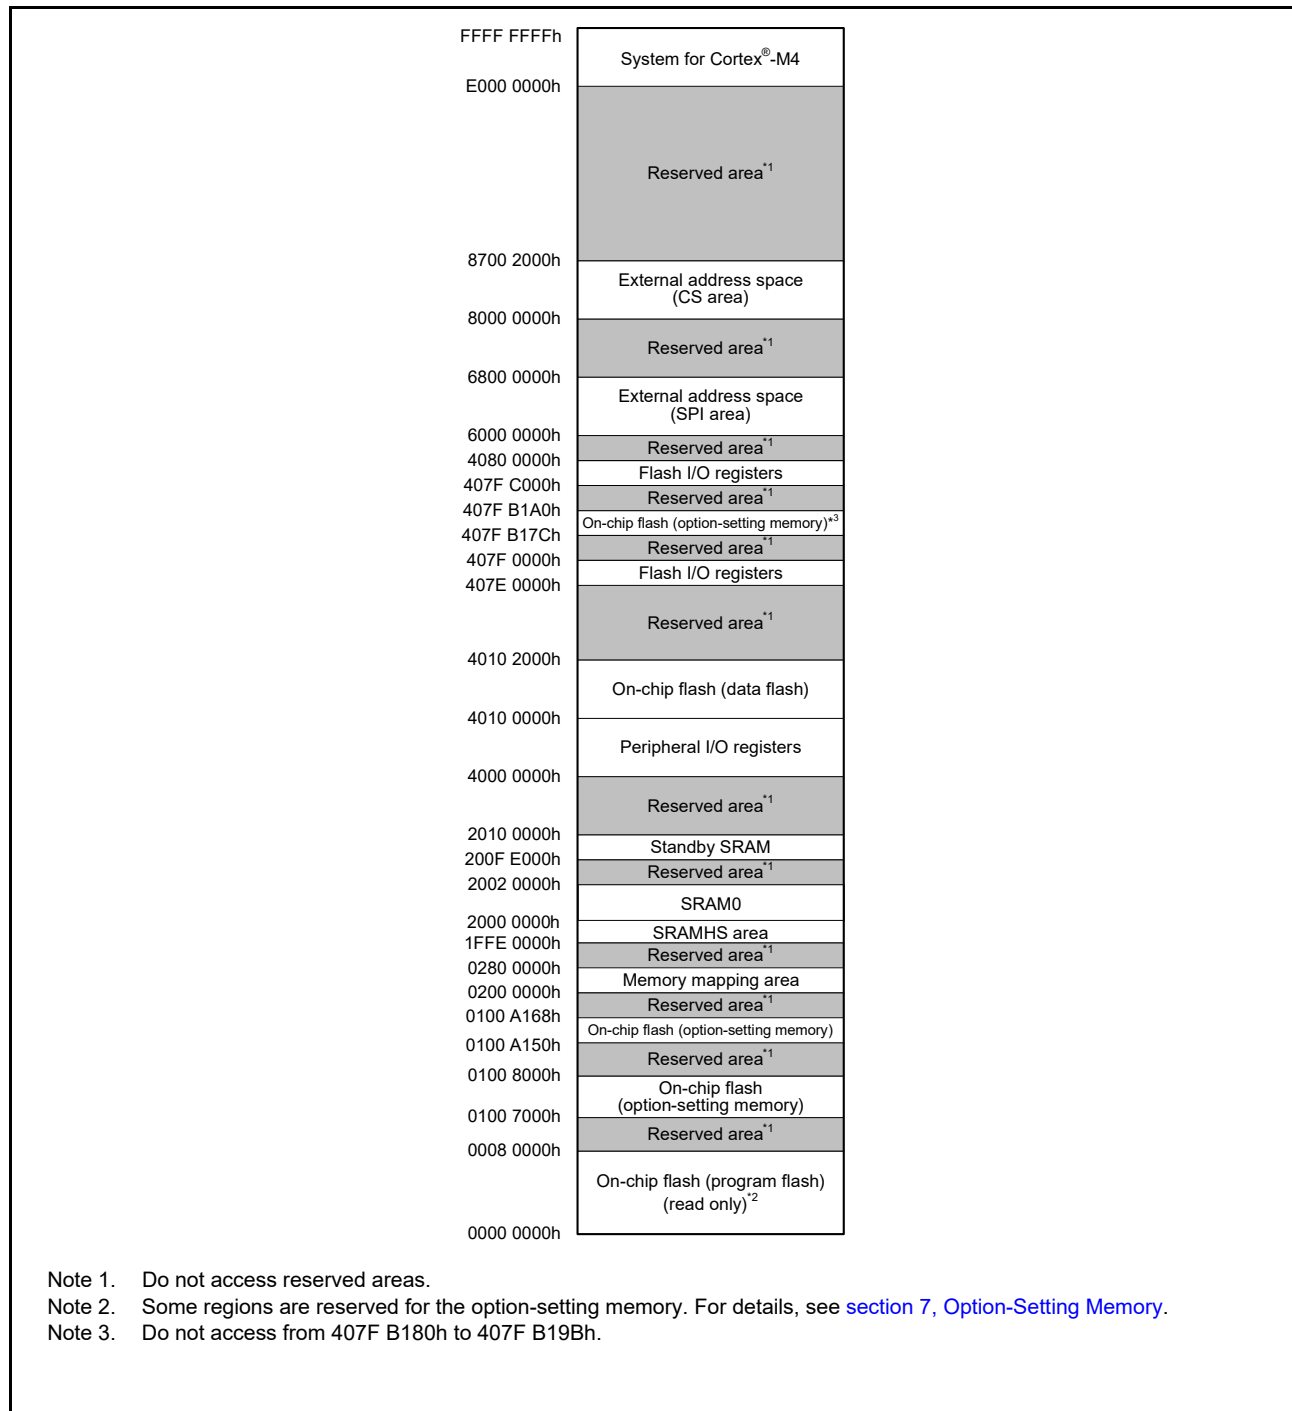 FFFF FFFFh
System for Cortex®-M4
E000 0000h
Reserved area*1
8700 2000h
External address space
(CS area)
8000 0000h
Reserved area*1
6800 0000h
External address space
(SPI area)
6000 0000h
Reserved area*1
4080 0000h
Flash I/O registers
407F C000h
Reserved area*1
407F B1A0h
On-chip flash (option-setting memory)*3
407F B17Ch
Reserved area*1
407F 0000h
Flash I/O registers
407E 0000h
Reserved area*1
4010 2000h
On-chip flash (data flash)
4010 0000h
Peripheral I/O registers
4000 0000h
Reserved area*1
2010 0000h
Standby SRAM
200F E000h
Reserved area*1
2002 0000h
SRAM0
2000 0000h
SRAMHS area
1FFE 0000h
Reserved area*1
0280 0000h
Memory mapping area
0200 0000h
Reserved area*1
0100 A168h
On-chip flash (option-setting memory)
0100 A150h
Reserved area*1
0100 8000h
On-chip flash
(option-setting memory)
0100 7000h
Reserved area*1
0008 0000h
On-chip flash (program flash)
(read only)*2
0000 0000h
Note 1. Do not access reserved areas.
Note 2. Some regions are reserved for the option-setting memory. For details, see section 7, Option-Setting Memory.
Note 3. Do not access from 407F B180h to 407F B19Bh.